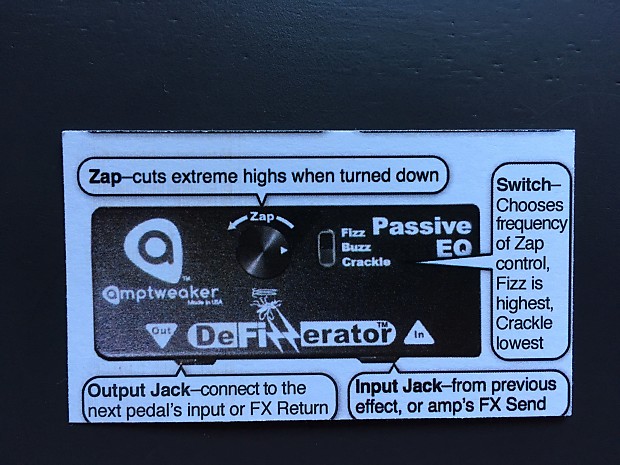 Zap–cuts extreme highs when turned down
Switch–
Chooses
frequency
of Zap
control,
Fizz is
highest,
Crackle
lowest
Zap
Fizz
Buzz
Crackle
Passive
EQ
a
TM
amptweaker
Made in USA
Out
DeFizzerator
TM
In
Output Jack–connect to the
next pedal's input or FX Return
Input Jack–from previous
effect, or amp's FX Send